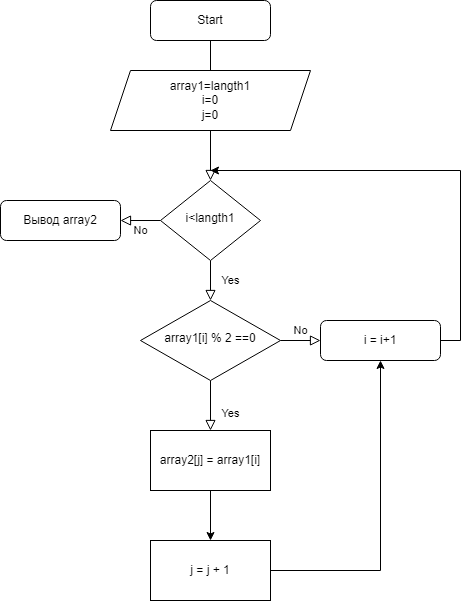 Start
array1=langth1
i=0
j=0
i<langth1
Вывод array2
No
Yes
array1[i] % 2 ==0
No
i = i+1
Yes
array2[j] = array1[i]
j = j + 1